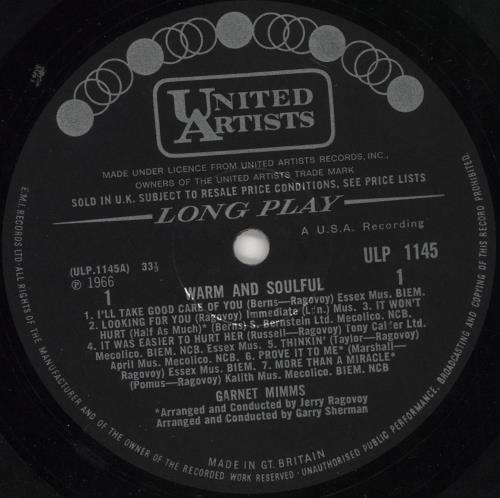 UNITED
ARTISTS
MADE UNDER LICENCE FROM UNITED ARTISTS RECORDS, INC.,
OWNERS OF THE UNITED ARTISTS TRADE MARK
SOLD IN U.K. SUBJECT TO RESALE PRICE CONDITIONS, SEE PRICE LISTS
LONG PLAY
A U.S.A. Recording
ULP 1145
(ULP.1145A) 33⅓
℗ 1966
1
1
WARM AND SOULFUL
1. I'LL TAKE GOOD CARE OF YOU (Berns—Ragovoy) Essex Mus. BIEM.
2. LOOKING FOR YOU (Ragovoy) Immediate (Ldn.) Mus. 3. IT WON'T
HURT (Half As Much)* (Berns) S. Bernstein Ltd. Mecolico. NCB.
4. IT WAS EASIER TO HURT HER (Russell—Ragovoy) Tony Calder Ltd.
Mecolico. BIEM. NCB. Essex Mus. 5. THINKIN' (Taylor—Ragovoy)
April Mus. Mecolico. NCB. 6. PROVE IT TO ME* (Marshall—
Ragovoy) Essex Mus. BIEM. 7. MORE THAN A MIRACLE*
(Pomus—Ragovoy) Kalith Mus. Mecolico. BIEM. NCB
GARNET MIMMS
*Arranged and Conducted by Jerry Ragovoy
Arranged and Conducted by Garry Sherman
MADE IN GT. BRITAIN
E.M.I. RECORDS LTD · ALL RIGHTS OF THE MANUFACTURER AND OF THE OWNER OF THE RECORDED WORK RESERVED · UNAUTHORISED PUBLIC PERFORMANCE, BROADCASTING AND COPYING OF THIS RECORD PROHIBITED.